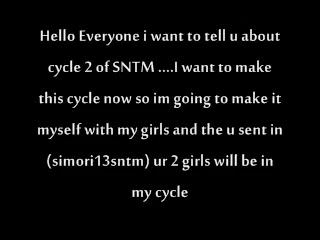 Hello Everyone i want to tell u about
cycle 2 of SNTM ....I want to make
this cycle now so im going to make it
myself with my girls and the u sent in
(simori13sntm) ur 2 girls will be in
my cycle